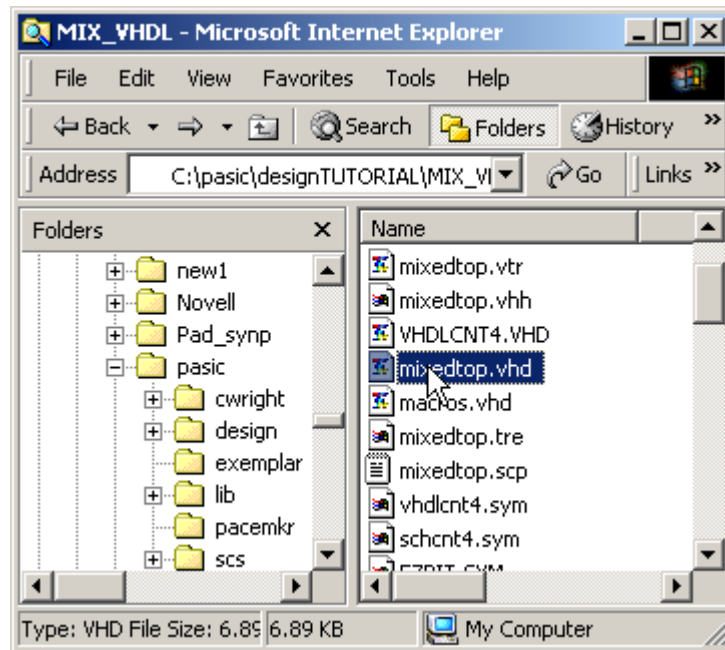 MIX_VHDL - Microsoft Internet Explorer
File Edit View Favorites Tools Help
Back Search Folders History »
Address C:\pasic\designTUTORIAL\MIX_VI Go Links »
Folders
Name
new1
Novell
Pad_synp
pasic
cwright
design
exemplar
lib
pacemkr
scs
mixedtop.vtr
mixedtop.vhh
VHDLCNT4.VHD
mixedtop.vhd
macros.vhd
mixedtop.tre
mixedtop.scp
vhdlcnt4.sym
schcnt4.sym
Type: VHD File Size: 6.89 6.89 KB My Computer